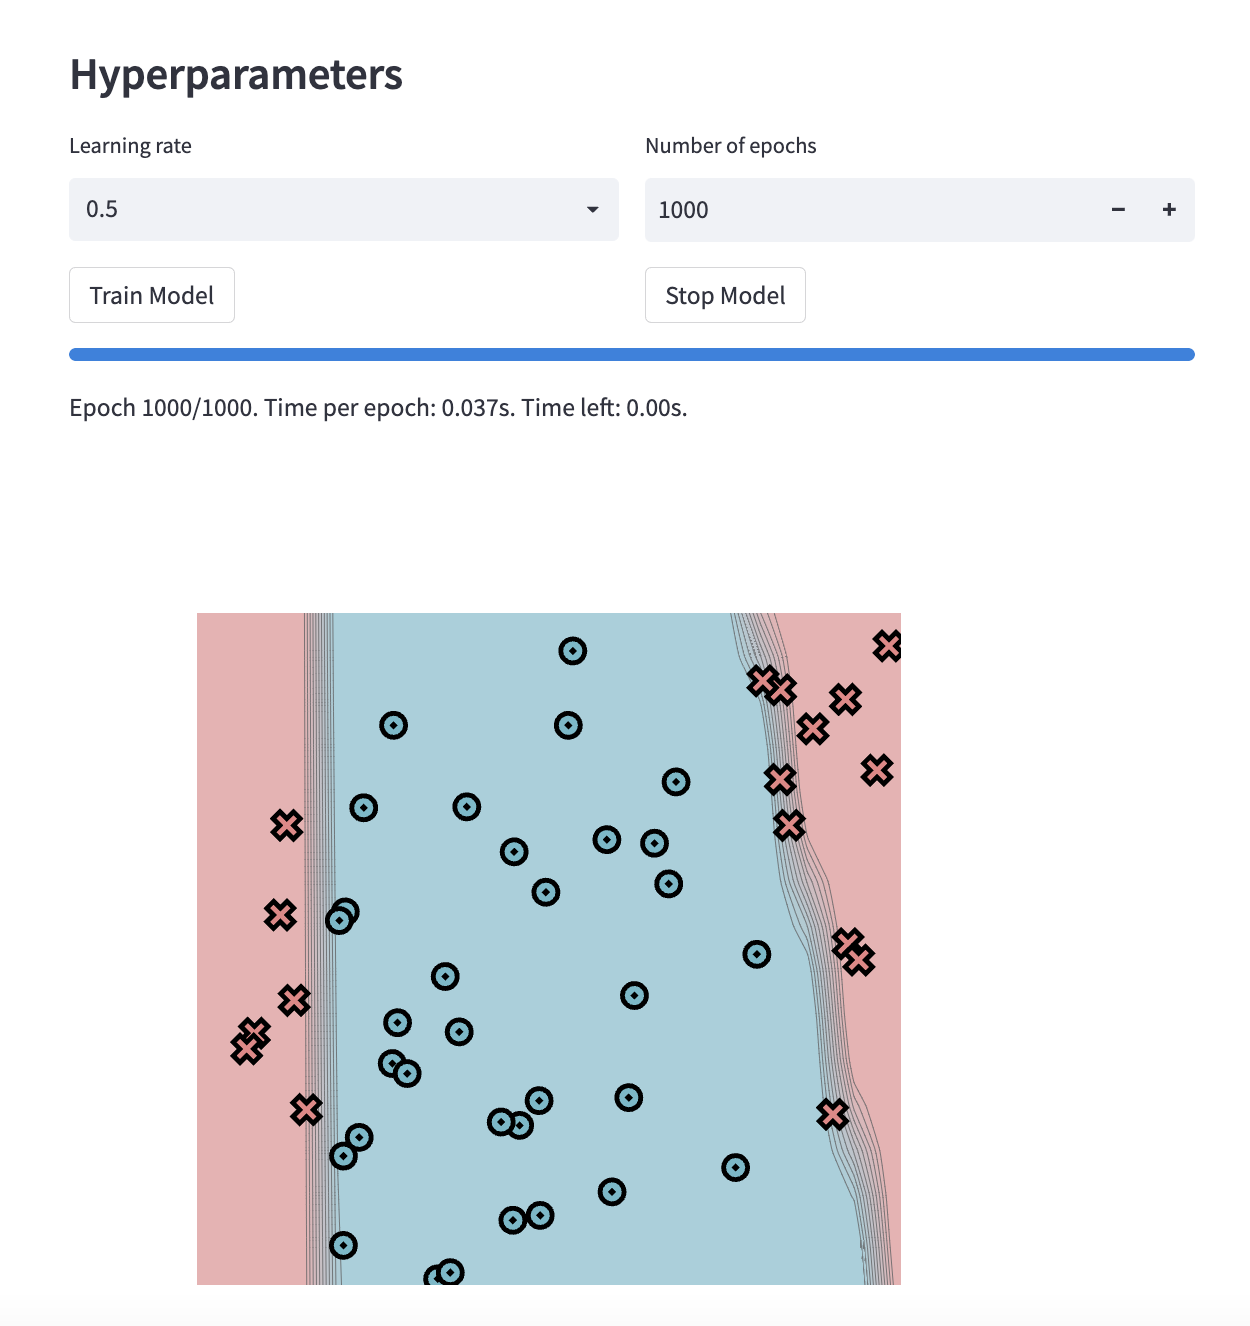 Hyperparameters
Learning rate
Number of epochs
0.5
1000
Train Model
Stop Model
Epoch 1000/1000. Time per epoch: 0.037s. Time left: 0.00s.